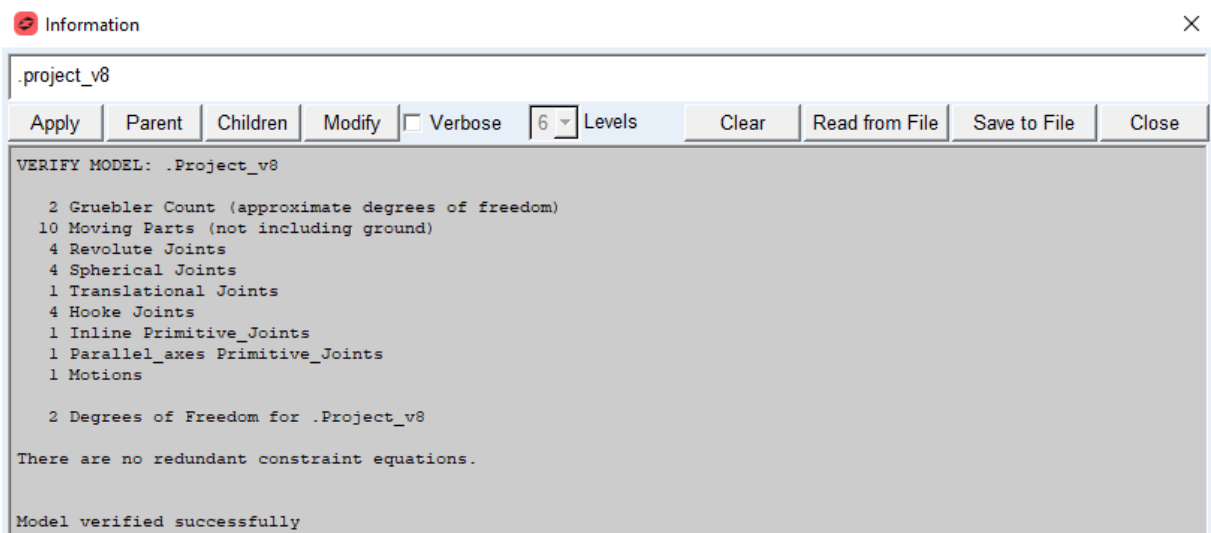 Information
.project_v8
Apply Parent Children Modify Verbose 6 Levels Clear Read from File Save to File Close
VERIFY MODEL: .Project_v8
2 Gruebler Count (approximate degrees of freedom)
10 Moving Parts (not including ground)
4 Revolute Joints
4 Spherical Joints
1 Translational Joints
4 Hooke Joints
1 Inline Primitive_Joints
1 Parallel_axes Primitive_Joints
1 Motions
2 Degrees of Freedom for .Project_v8
There are no redundant constraint equations.
Model verified successfully